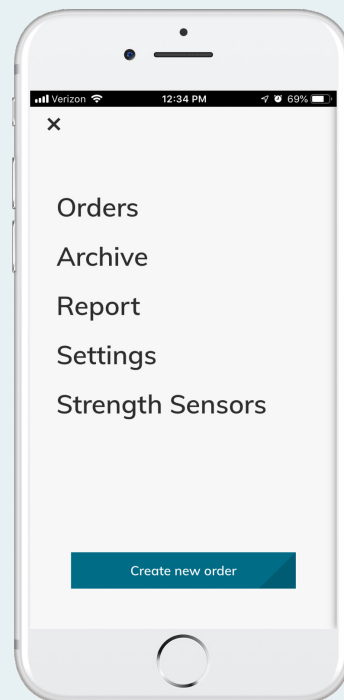 Verizon 12:34 PM 69%
×
Orders
Archive
Report
Settings
Strength Sensors
Create new order